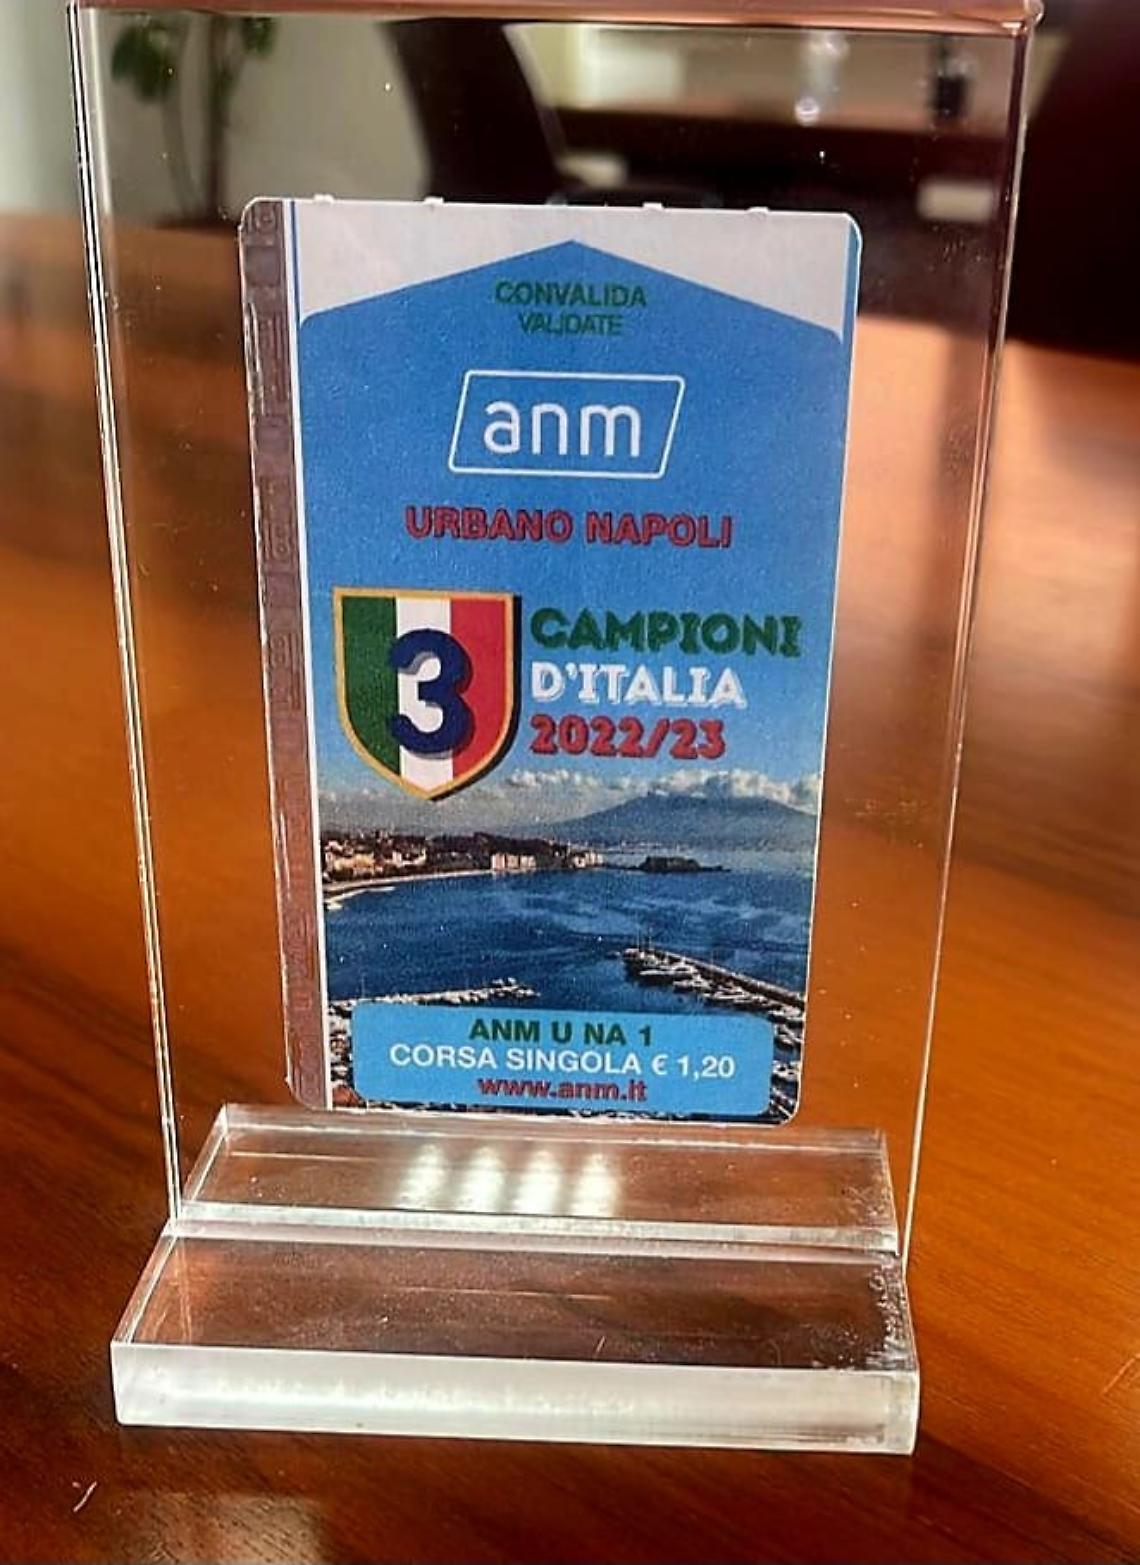 CONVALIDA
VALIDATE
anm
URBANO NAPOLI
3
CAMPIONI
D'ITALIA
2022/23
ANM U NA 1
CORSA SINGOLA € 1,20
www.anm.it